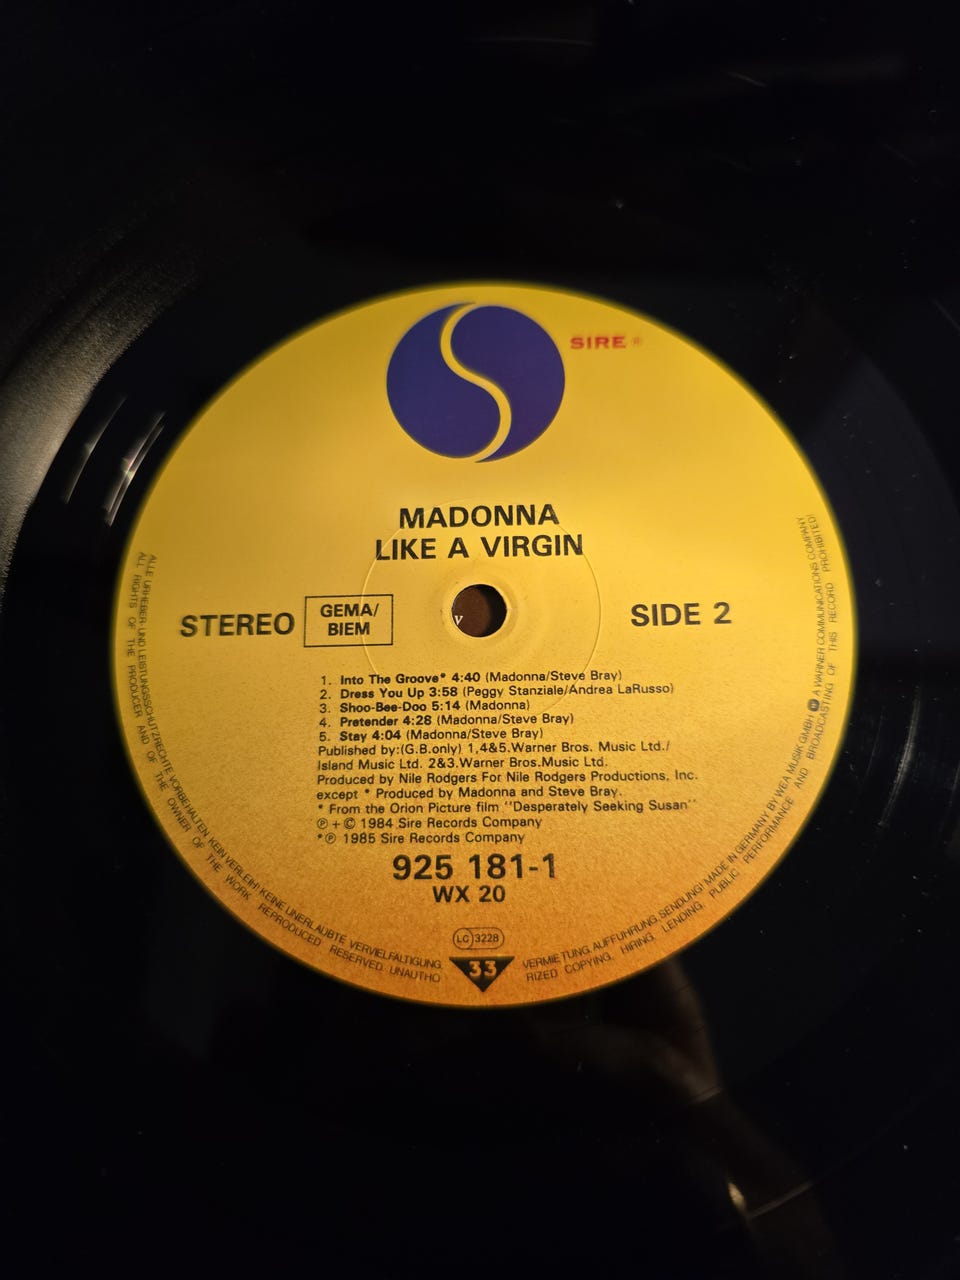 SIRE ®
MADONNA
LIKE A VIRGIN
STEREO GEMA/
BIEM
SIDE 2
1. Into The Groove* 4:40 (Madonna/Steve Bray)
2. Dress You Up 3:58 (Peggy Stanziale/Andrea LaRusso)
3. Shoo-Bee-Doo 5:14 (Madonna)
4. Pretender 4:28 (Madonna/Steve Bray)
5. Stay 4:04 (Madonna/Steve Bray)
Published by:(G.B.only) 1,4&5.Warner Bros. Music Ltd./
Island Music Ltd. 2&3.Warner Bros.Music Ltd.
Produced by Nile Rodgers For Nile Rodgers Productions, Inc.
except * Produced by Madonna and Steve Bray.
* From the Orion Picture film "Desperately Seeking Susan"
℗ + © 1984 Sire Records Company
*℗ 1985 Sire Records Company
925 181-1
WX 20
LC 3228
33
ALLE URHEBER- UND LEISTUNGSSCHUTZRECHTE VORBEHALTEN. KEIN VERLEIH! KEINE UNERLAUBTE VERVIELFÄLTIGUNG, VERMIETUNG, AUFFÜHRUNG, SENDUNG! MADE IN GERMANY BY WEA MUSIK GMBH A WARNER COMMUNICATIONS COMPANY
ALL RIGHTS OF THE PRODUCER AND OF THE OWNER OF THE WORK REPRODUCED RESERVED. UNAUTHORIZED COPYING, HIRING, LENDING, PUBLIC PERFORMANCE AND BROADCASTING OF THIS RECORD PROHIBITED!